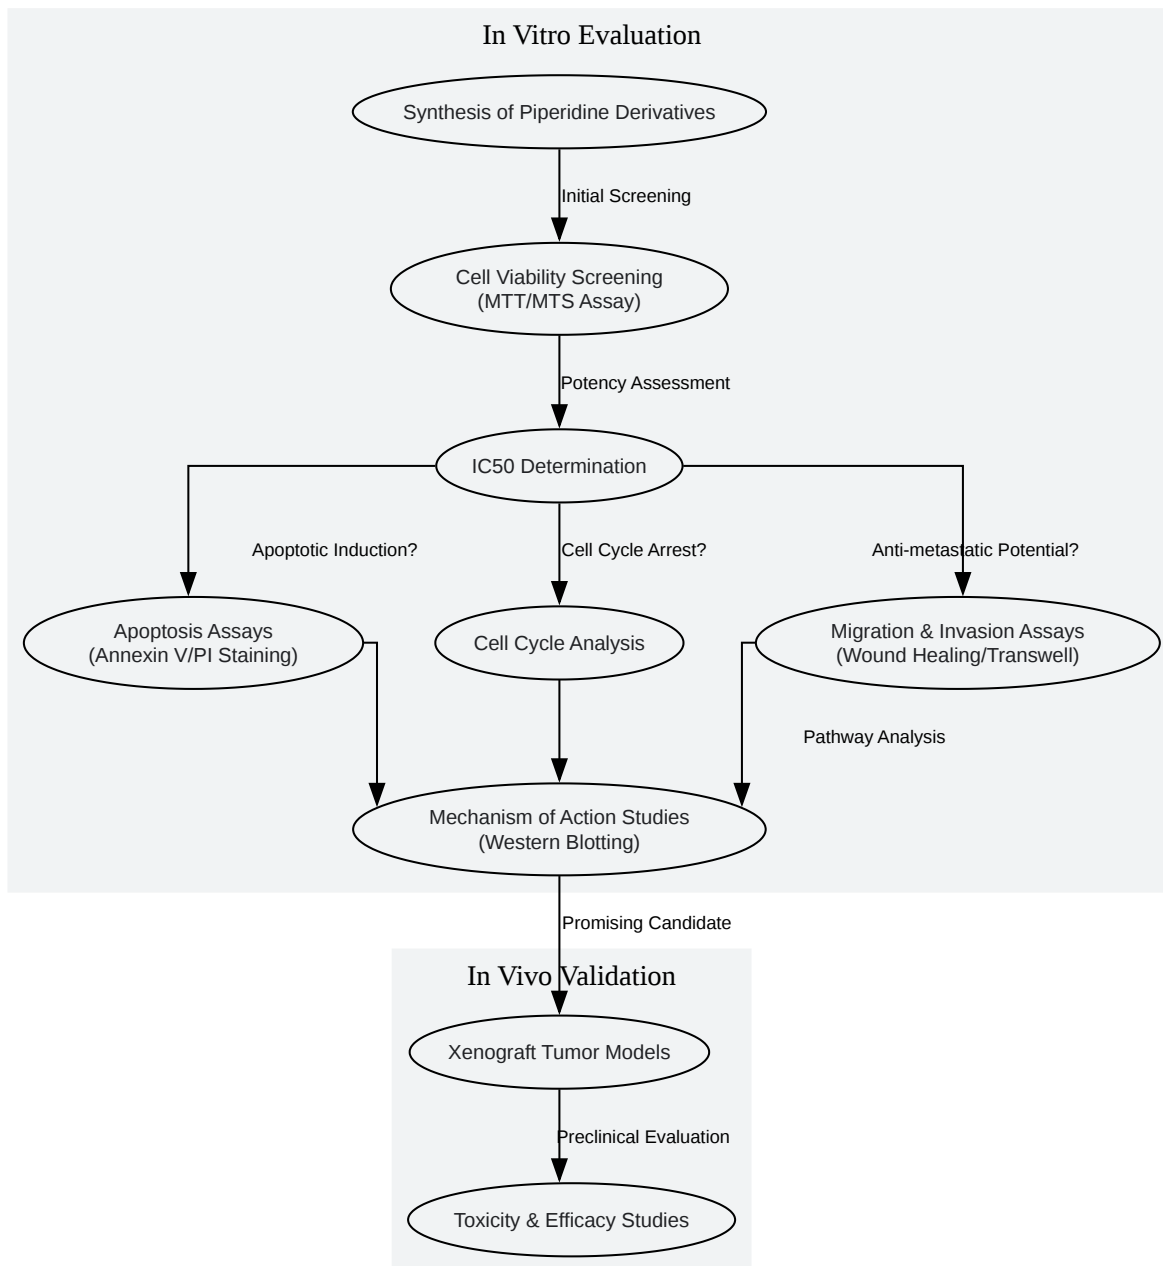 In Vitro Evaluation
Synthesis of Piperidine Derivatives
Initial Screening
Cell Viability Screening
(MTT/MTS Assay)
Potency Assessment
IC50 Determination
Apoptotic Induction?
Cell Cycle Arrest?
Anti-metastatic Potential?
Apoptosis Assays
(Annexin V/PI Staining)
Cell Cycle Analysis
Migration & Invasion Assays
(Wound Healing/Transwell)
Pathway Analysis
Mechanism of Action Studies
(Western Blotting)
Promising Candidate
In Vivo Validation
Xenograft Tumor Models
Preclinical Evaluation
Toxicity & Efficacy Studies